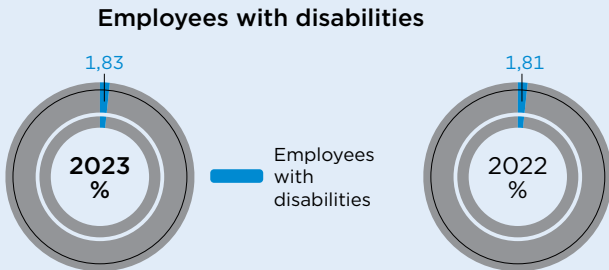 Employees with disabilities
1,83
2023
%
Employees
with
disabilities
1,81
2022
%